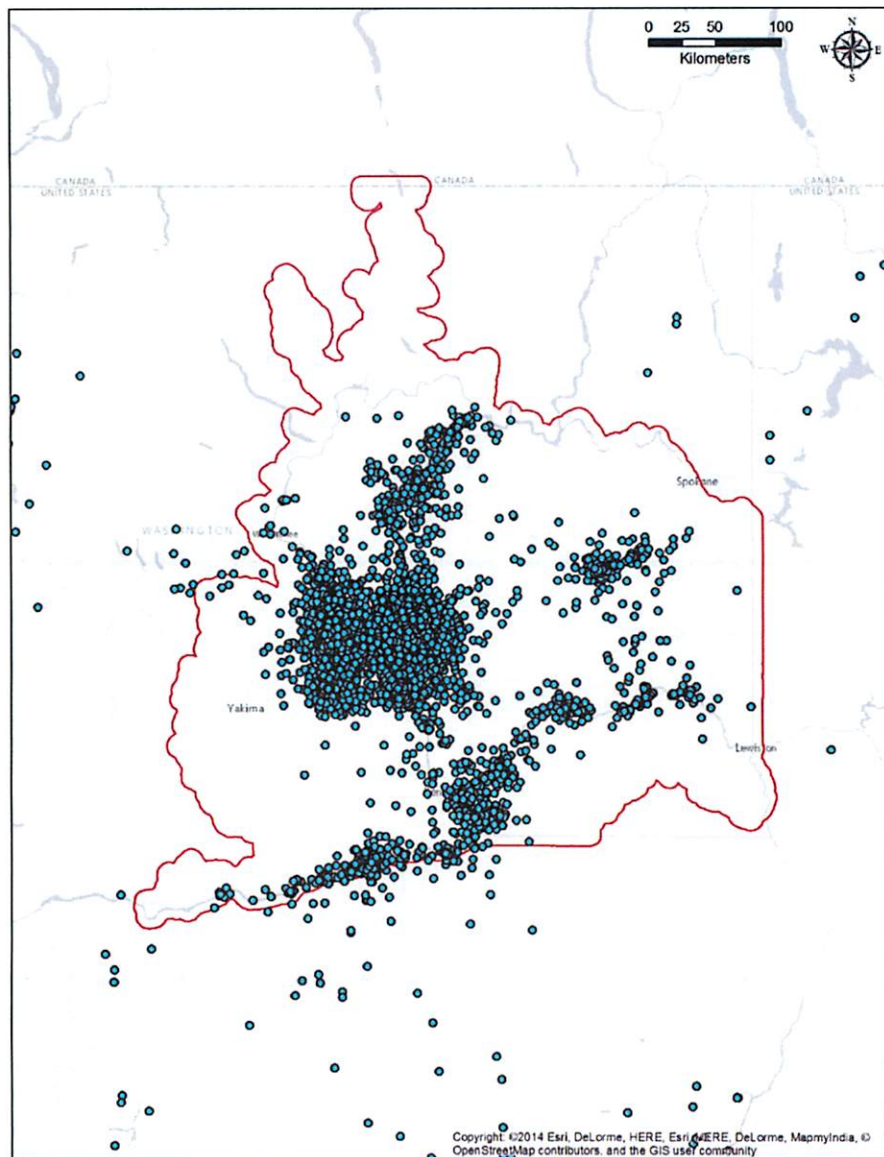 0 25 50 100
Kilometers
N
W E
S
CANADA
UNITED STATES
CANADA
CANADA
UNITED STATES
Spokane
WASHINGTON
Yakima
Copyright: ©2014 Esri, DeLorme, HERE, Esri, HERE, DeLorme, MapmyIndia, ©
OpenStreetMap contributors, and the GIS user community